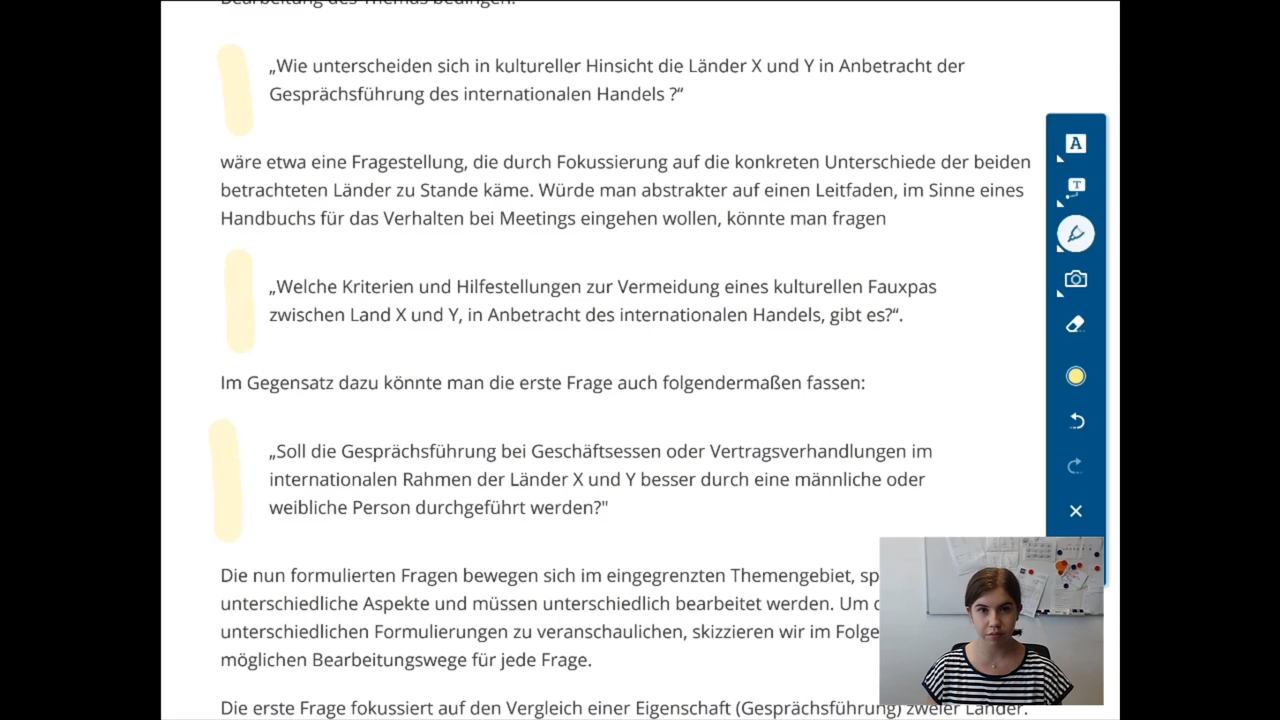 Bearbeitung des Themas bedingen:
„Wie unterscheiden sich in kultureller Hinsicht die Länder X und Y in Anbetracht der
Gesprächsführung des internationalen Handels ?“
wäre etwa eine Fragestellung, die durch Fokussierung auf die konkreten Unterschiede der beiden
betrachteten Länder zu Stande käme. Würde man abstrakter auf einen Leitfaden, im Sinne eines
Handbuchs für das Verhalten bei Meetings eingehen wollen, könnte man fragen
„Welche Kriterien und Hilfestellungen zur Vermeidung eines kulturellen Fauxpas
zwischen Land X und Y, in Anbetracht des internationalen Handels, gibt es?“.
Im Gegensatz dazu könnte man die erste Frage auch folgendermaßen fassen:
„Soll die Gesprächsführung bei Geschäftsessen oder Vertragsverhandlungen im
internationalen Rahmen der Länder X und Y besser durch eine männliche oder
weibliche Person durchgeführt werden?"
Die nun formulierten Fragen bewegen sich im eingegrenzten Themengebiet,
unterschiedliche Aspekte und müssen unterschiedlich bearbeitet werden. Um
unterschiedlichen Formulierungen zu veranschaulichen, skizzieren wir im
möglichen Bearbeitungswege für jede Frage.
Die erste Frage fokussiert auf den Vergleich einer Eigenschaft (Gesprächsführung) zweier Länder.
A
T